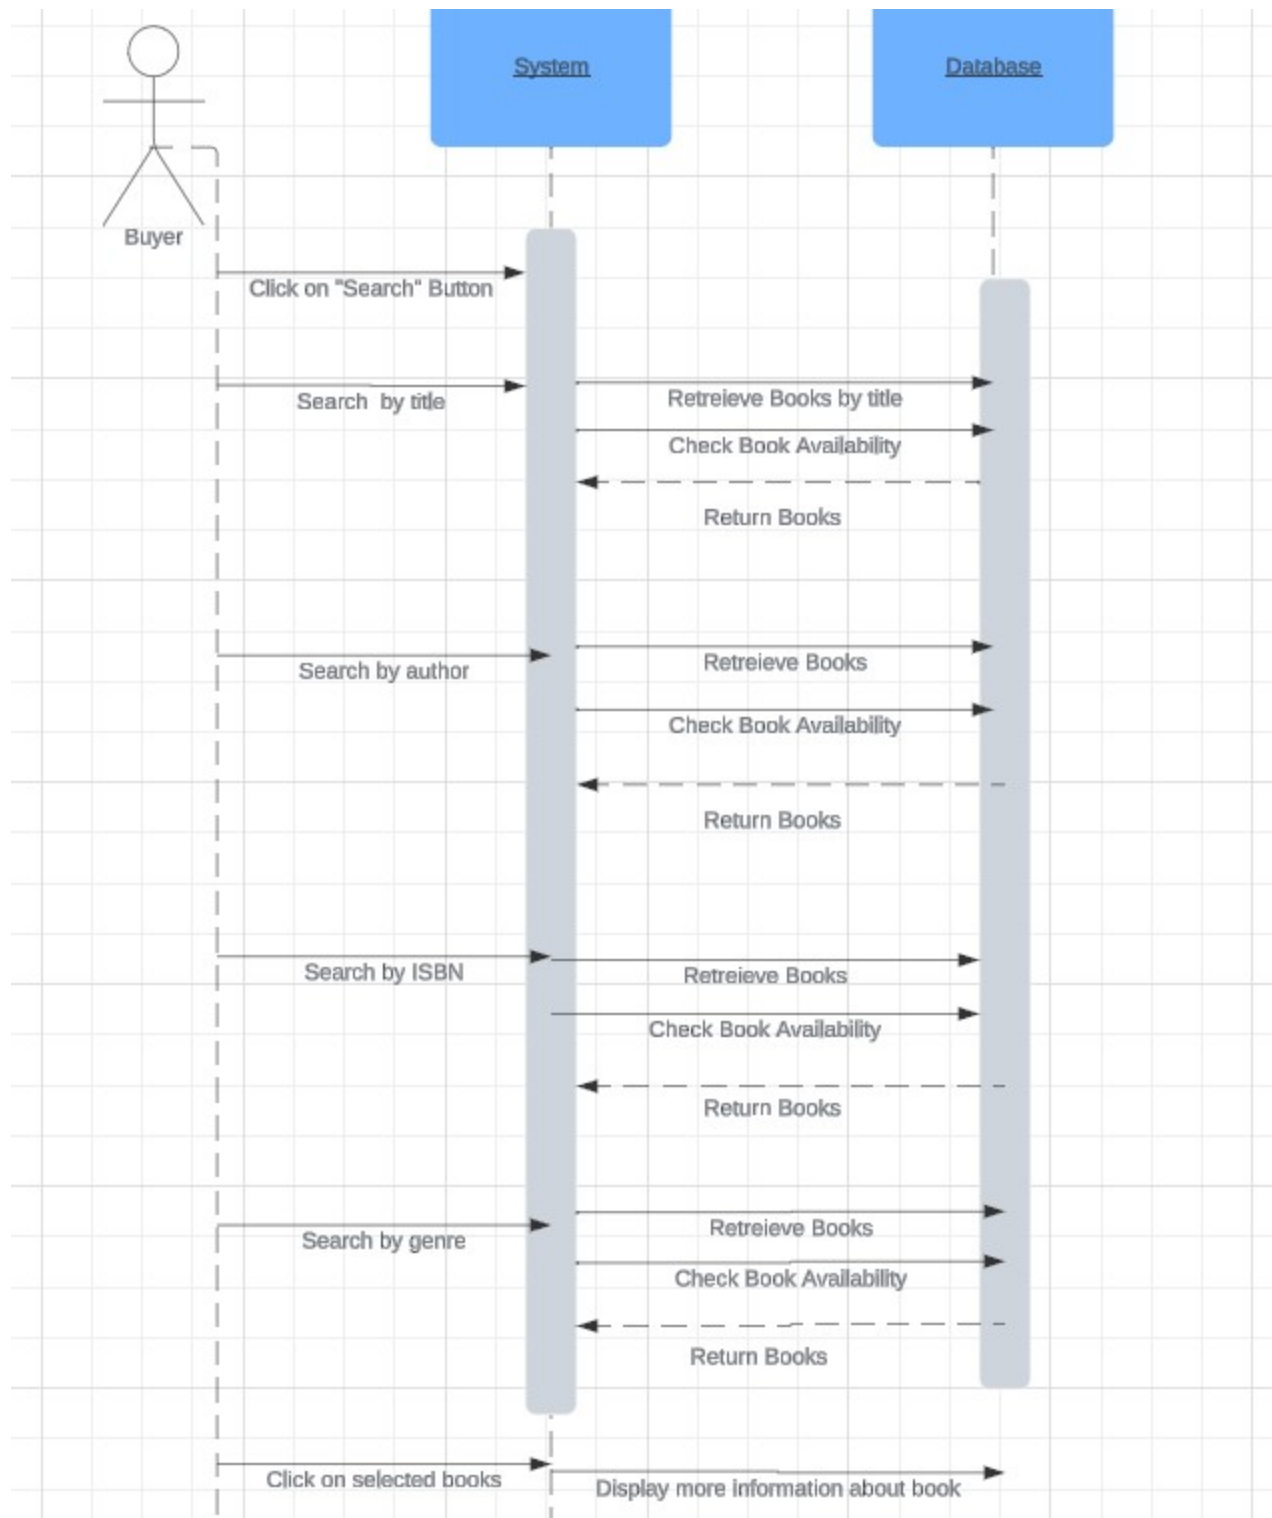 System
Database
Buyer
Click on "Search" Button
Search by title
Retreieve Books by title
Check Book Availability
Return Books
Search by author
Retreieve Books
Check Book Availability
Return Books
Search by ISBN
Retreieve Books
Check Book Availability
Return Books
Search by genre
Retreieve Books
Check Book Availability
Return Books
Click on selected books
Display more information about book